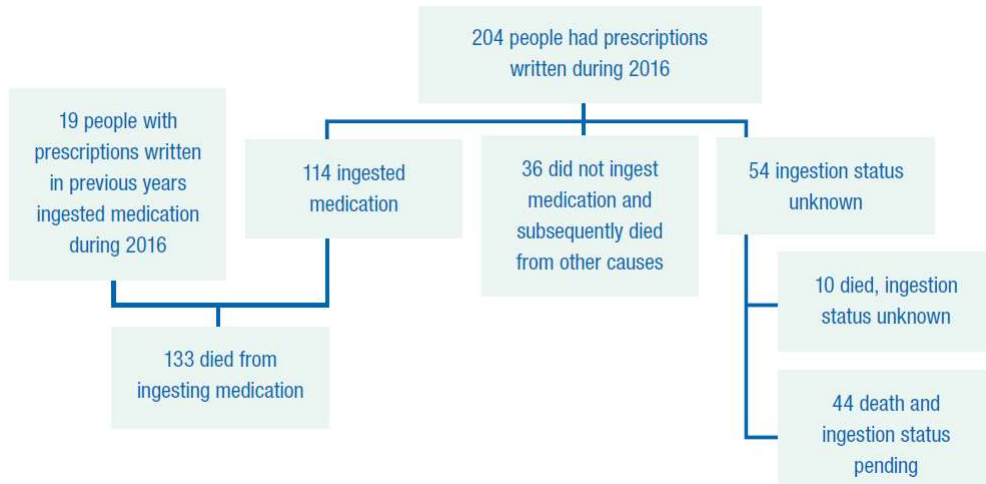 204 people had prescriptions
written during 2016
19 people with
prescriptions written
in previous years
ingested medication
during 2016
114 ingested
medication
36 did not ingest
medication and
subsequently died
from other causes
54 ingestion status
unknown
10 died, ingestion
status unknown
133 died from
ingesting medication
44 death and
ingestion status
pending